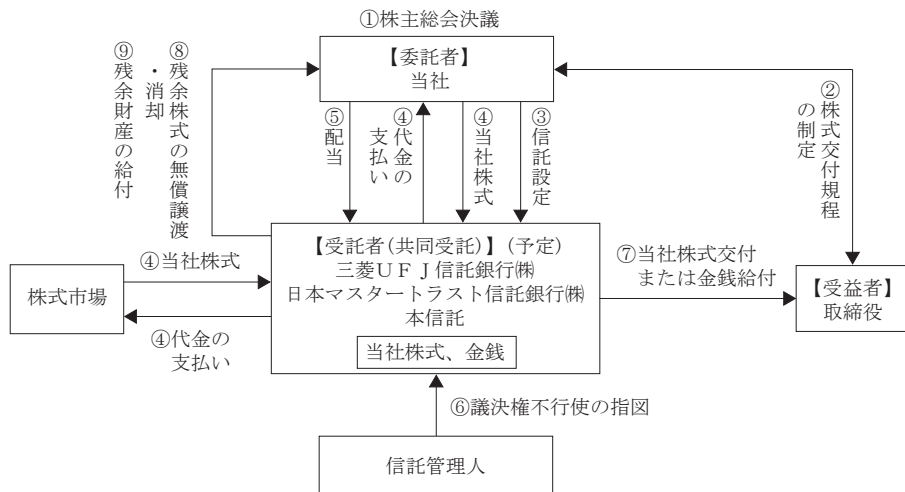 ①株主総会決議
【委託者】
当社
⑨残余財産の給付
⑧残余株式の無償譲渡
・消却
⑤配当
④代金の
支払い
④当社株式
③信託設定
②株式交付規程
の制定
【受託者(共同受託)】(予定)
三菱UFJ信託銀行㈱
日本マスタートラスト信託銀行㈱
本信託
当社株式、金銭
④当社株式
株式市場
④代金の
支払い
⑦当社株式交付
または金銭給付
【受益者】
取締役
⑥議決権不行使の指図
信託管理人